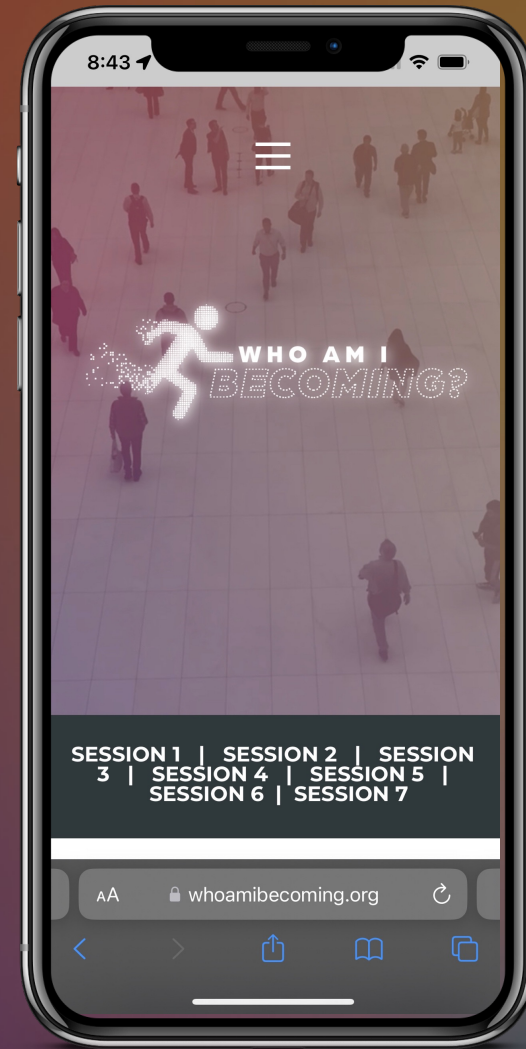 8:43
WHO AM I
BECOMING?
SESSION 1 | SESSION 2 | SESSION
3 | SESSION 4 | SESSION 5 |
SESSION 6 | SESSION 7
AA whoamibecoming.org